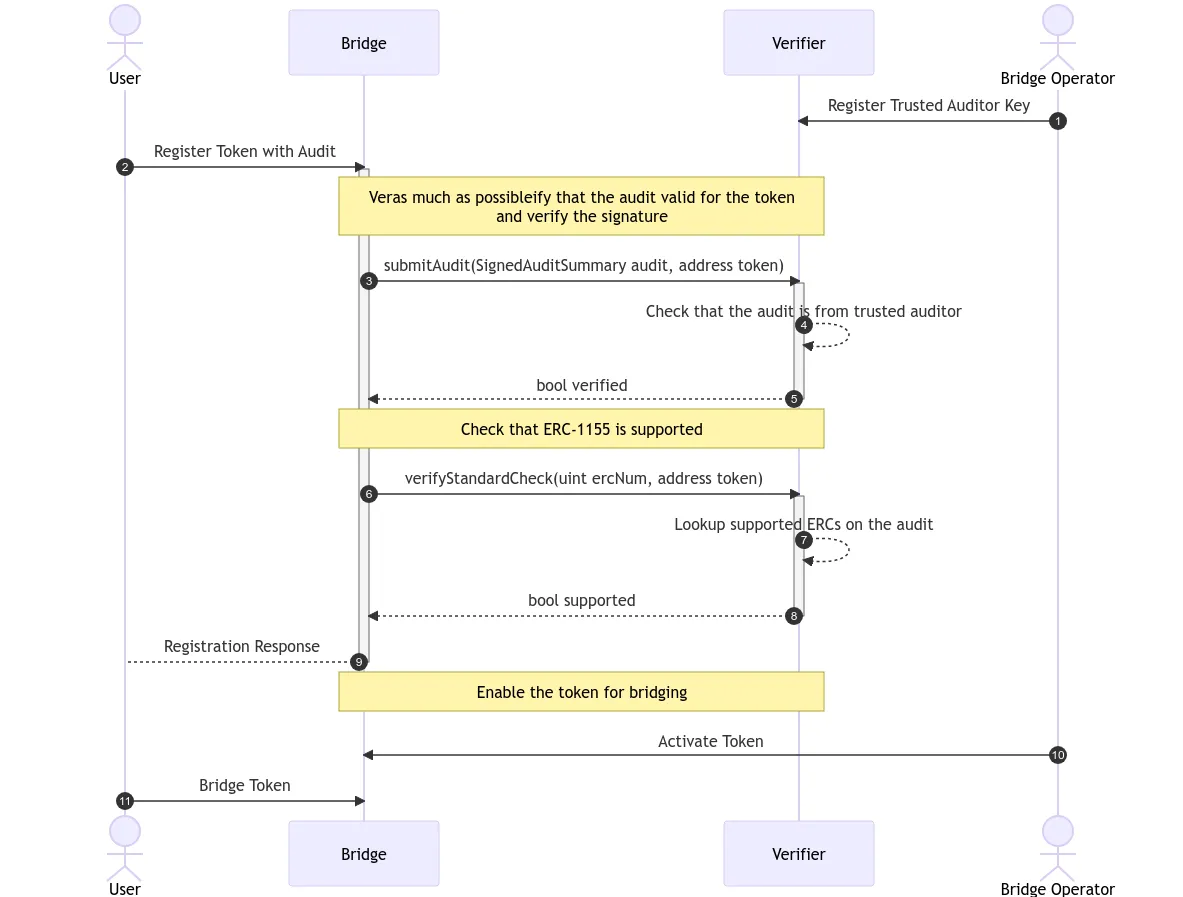 User
Bridge
Verifier
Bridge Operator
Register Trusted Auditor Key
1
Register Token with Audit
2
Veras much as possibleify that the audit valid for the token
and verify the signature
submitAudit(SignedAuditSummary audit, address token)
3
Check that the audit is from trusted auditor
4
bool verified
5
Check that ERC-1155 is supported
verifyStandardCheck(uint ercNum, address token)
6
Lookup supported ERCs on the audit
7
bool supported
8
Registration Response
9
Enable the token for bridging
Activate Token
10
Bridge Token
11
User
Bridge
Verifier
Bridge Operator